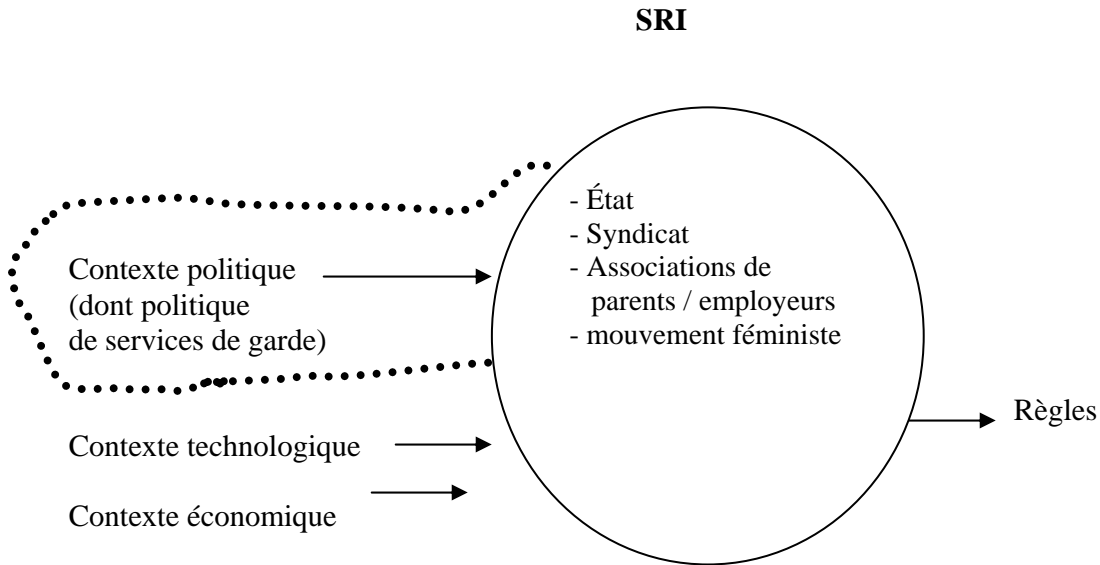 SRI
- État
- Syndicat
- Associations de
parents / employeurs
- mouvement féministe
Contexte politique
(dont politique
de services de garde)
Contexte technologique
Contexte économique
Règles